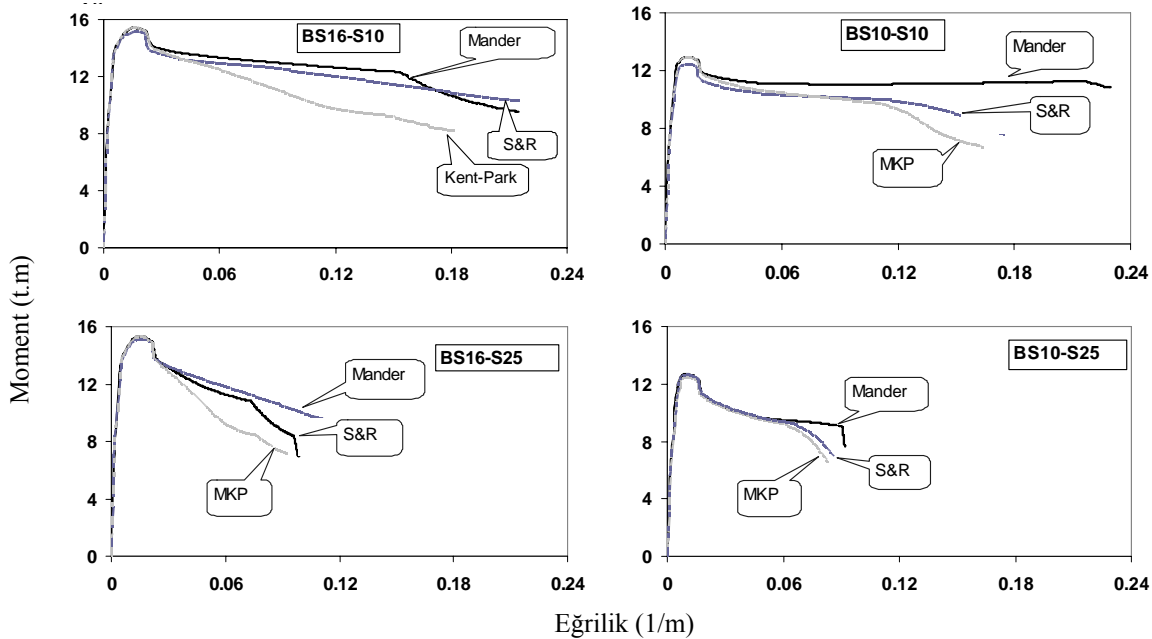 16
12
8
4
0
BS16-S10
Mander
S&R
Kent-Park
0 0.06 0.12 0.18 0.24
16
12
8
4
0
BS10-S10
Mander
S&R
MKP
0 0.06 0.12 0.18 0.24
Moment (t.m)
16
12
8
4
0
BS16-S25
Mander
S&R
MKP
0 0.06 0.12 0.18 0.24
16
12
8
4
0
BS10-S25
Mander
S&R
MKP
0 0.06 0.12 0.18 0.24
Eğrilik (1/m)